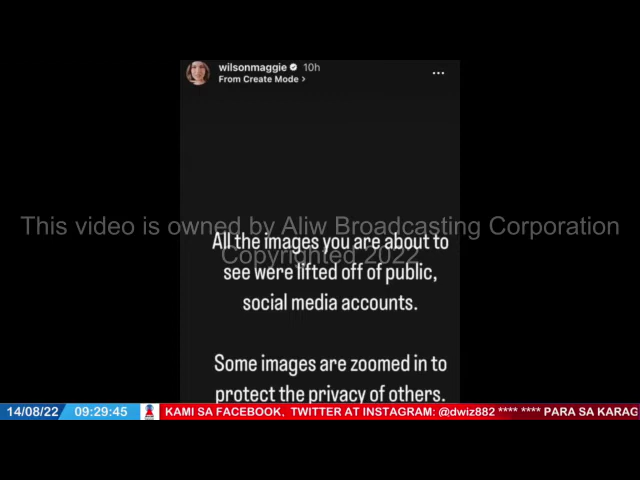 wilsonmaggie 10h
From Create Mode >
This video is owned by Aliw Broadcasting Corporation
Copyrighted 2022
All the images you are about to
see were lifted off of public,
social media accounts.
Some images are zoomed in to
protect the privacy of others.
14/08/22 09:29:45 KAMI SA FACEBOOK, TWITTER AT INSTAGRAM: @dwiz882 **** **** PARA SA KARAG